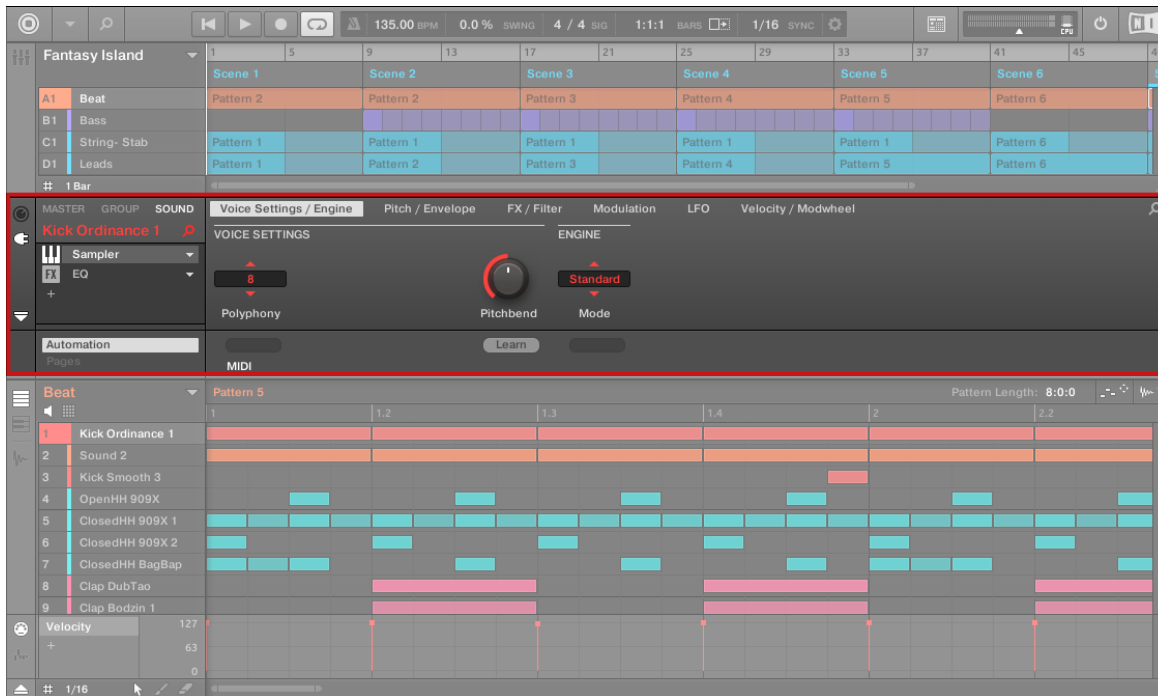 135.00 BPM 0.0 % SWING 4 / 4 SIG 1:1:1 BARS 1/16 SYNC CPU NI
Fantasy Island 1 5 9 13 17 21 25 29 33 37 41 45
Scene 1 Scene 2 Scene 3 Scene 4 Scene 5 Scene 6
A1 Beat Pattern 2 Pattern 2 Pattern 3 Pattern 4 Pattern 5 Pattern 6
B1 Bass
C1 String- Stab Pattern 1 Pattern 1 Pattern 1 Pattern 1 Pattern 1 Pattern 6
D1 Leads Pattern 1 Pattern 2 Pattern 3 Pattern 4 Pattern 5 Pattern 6
# 1 Bar
MASTER GROUP SOUND Voice Settings / Engine Pitch / Envelope FX / Filter Modulation LFO Velocity / Modwheel
Kick Ordinance 1 VOICE SETTINGS ENGINE
Sampler
FX EQ 8 Standard
+
Polyphony Pitchbend Mode
Automation Learn
Pages MIDI
Beat Pattern 5 Pattern Length: 8:0:0
1 1.2 1.3 1.4 2 2.2
1 Kick Ordinance 1
2 Sound 2
3 Kick Smooth 3
4 OpenHH 909X
5 ClosedHH 909X 1
6 ClosedHH 909X 2
7 ClosedHH BagBap
8 Clap DubTao
9 Clap Bodzin 1
Velocity 127
+ 63
0
# 1/16